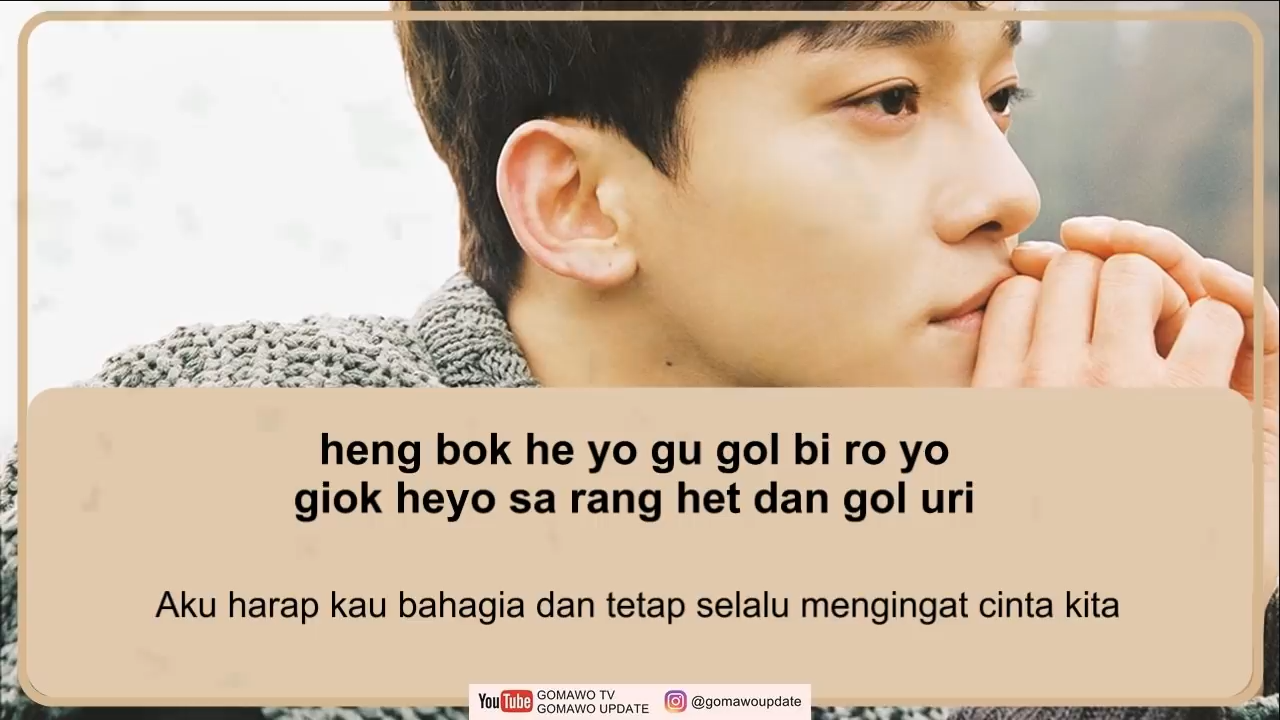 heng bok he yo gu gol bi ro yo
giok heyo sa rang het dan gol uri
Aku harap kau bahagia dan tetap selalu mengingat cinta kita
YouTube GOMAWO TV
GOMAWO UPDATE
@gomawoupdate